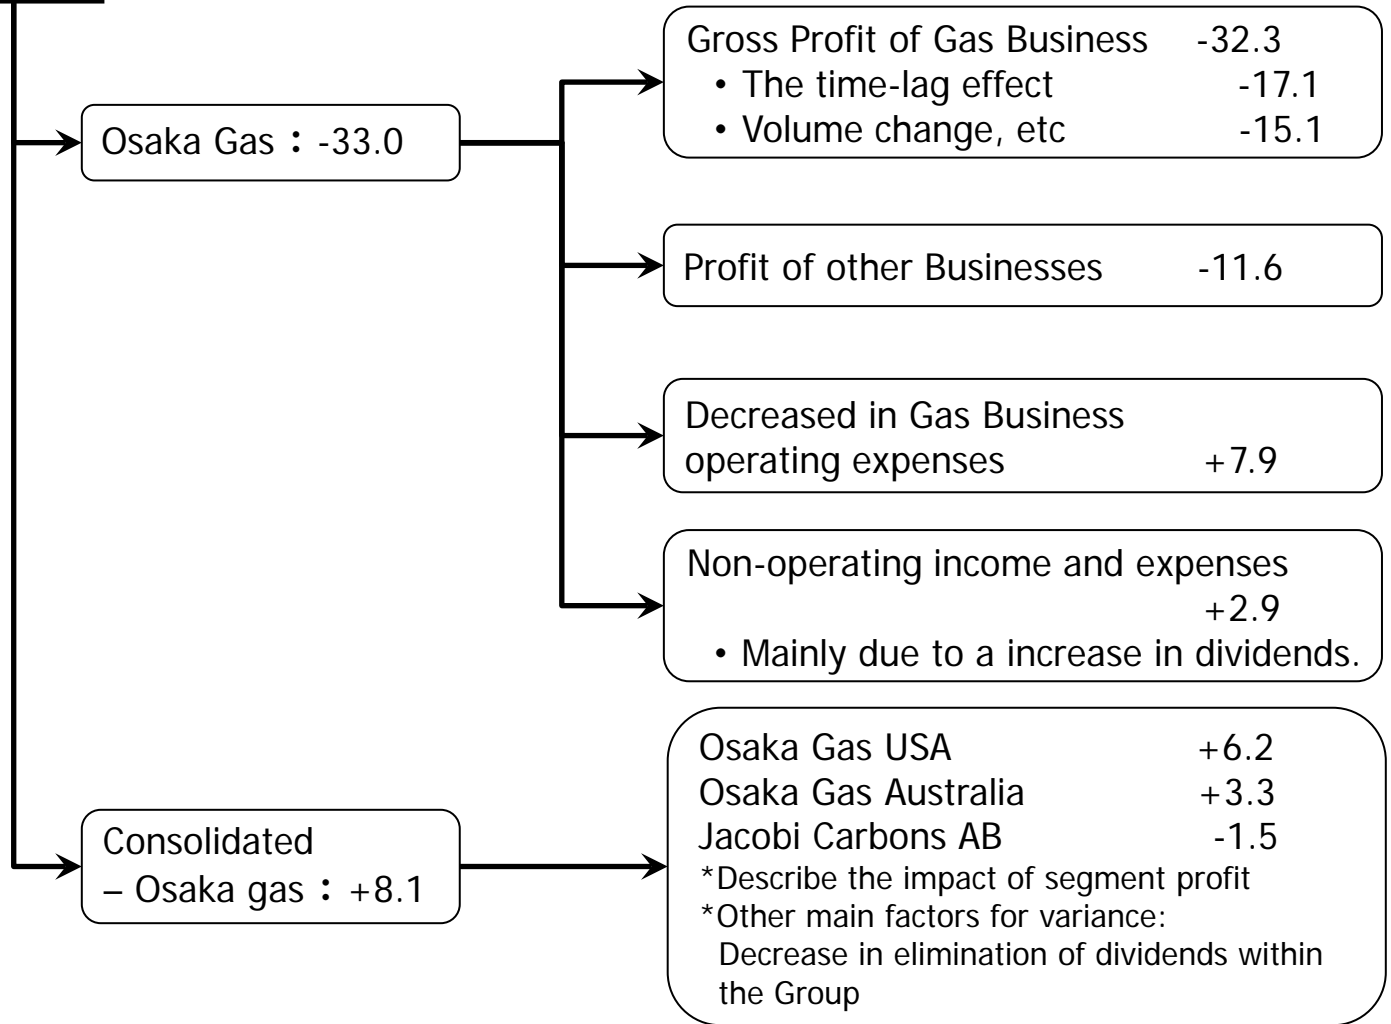 Osaka Gas：-33.0
Gross Profit of Gas Business -32.3
• The time-lag effect -17.1
• Volume change, etc -15.1
Profit of other Businesses -11.6
Decreased in Gas Business
operating expenses +7.9
Non-operating income and expenses
+2.9
• Mainly due to a increase in dividends.
Consolidated
– Osaka gas：+8.1
Osaka Gas USA +6.2
Osaka Gas Australia +3.3
Jacobi Carbons AB -1.5
*Describe the impact of segment profit
*Other main factors for variance:
Decrease in elimination of dividends within
the Group